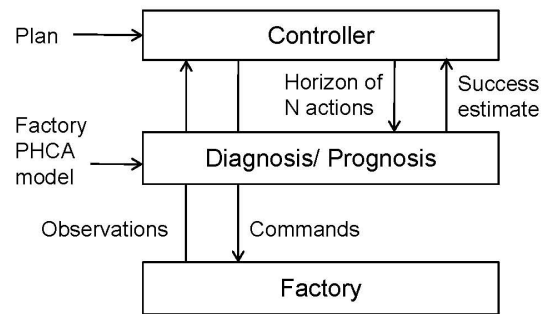 Plan
Controller
Horizon of
N actions
Success
estimate
Factory
PHCA
model
Diagnosis/ Prognosis
Observations
Commands
Factory